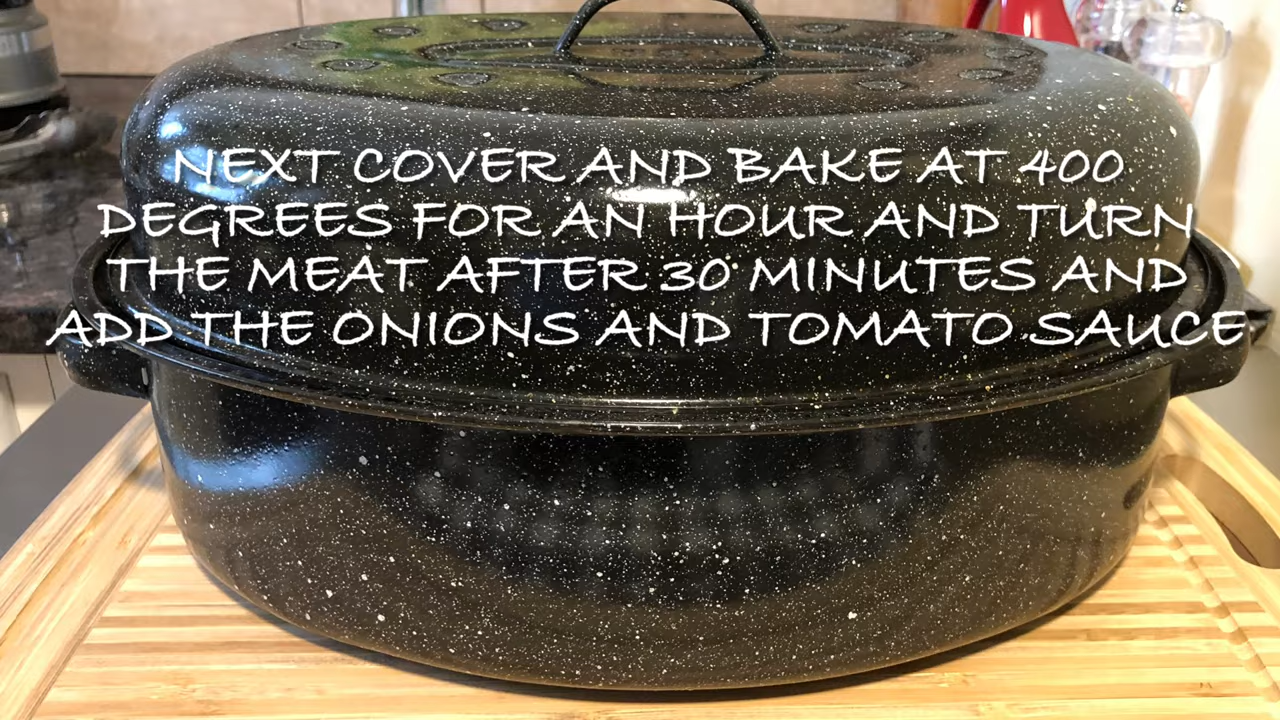 NEXT COVER AND BAKE AT 400
DEGREES FOR AN HOUR AND TURN
THE MEAT AFTER 30 MINUTES AND
ADD THE ONIONS AND TOMATO SAUCE